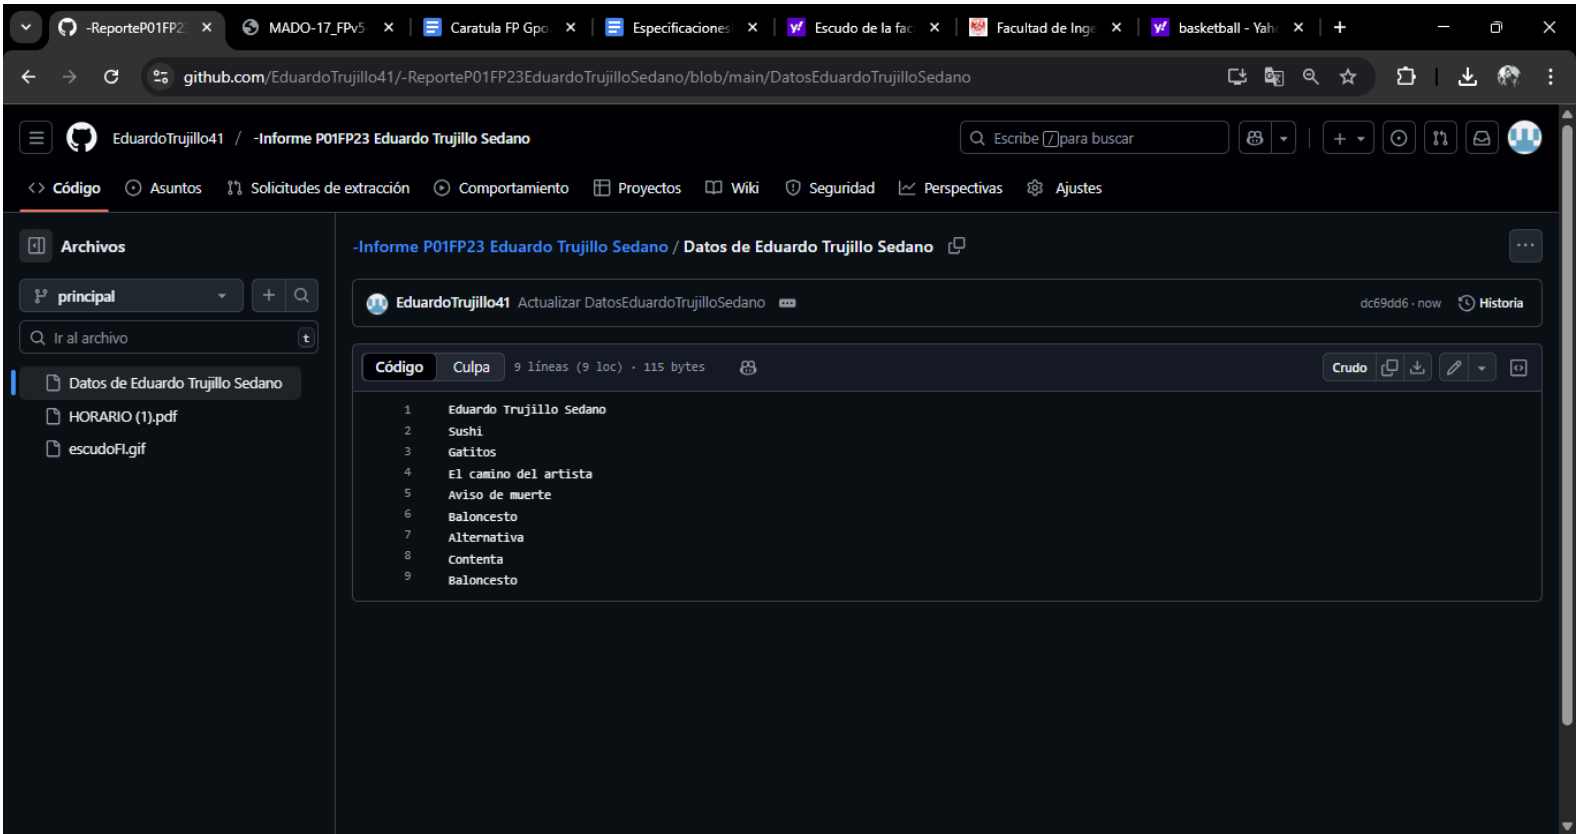 -ReporteP01FP2
MADO-17_FPv5-
Caratula FP Gpo
Especificaciones
Escudo de la fac
Facultad de Inge
basketball - Yah
github.com/EduardoTrujillo41/-ReporteP01FP23EduardoTrujilloSedano/blob/main/DatosEduardoTrujilloSedano
EduardoTrujillo41 / -Informe P01FP23 Eduardo Trujillo Sedano
Escribe / para buscar
Código Asuntos Solicitudes de extracción Comportamiento Proyectos Wiki Seguridad Perspectivas Ajustes
Archivos
principal
Ir al archivo t
Datos de Eduardo Trujillo Sedano
HORARIO (1).pdf
escudoFI.gif
-Informe P01FP23 Eduardo Trujillo Sedano / Datos de Eduardo Trujillo Sedano
EduardoTrujillo41 Actualizar DatosEduardoTrujilloSedano
dc69dd6 · now Historia
Código Culpa 9 líneas (9 loc) · 115 bytes
Crudo
1 Eduardo Trujillo Sedano
2 Sushi
3 Gatitos
4 El camino del artista
5 Aviso de muerte
6 Baloncesto
7 Alternativa
8 Contenta
9 Baloncesto